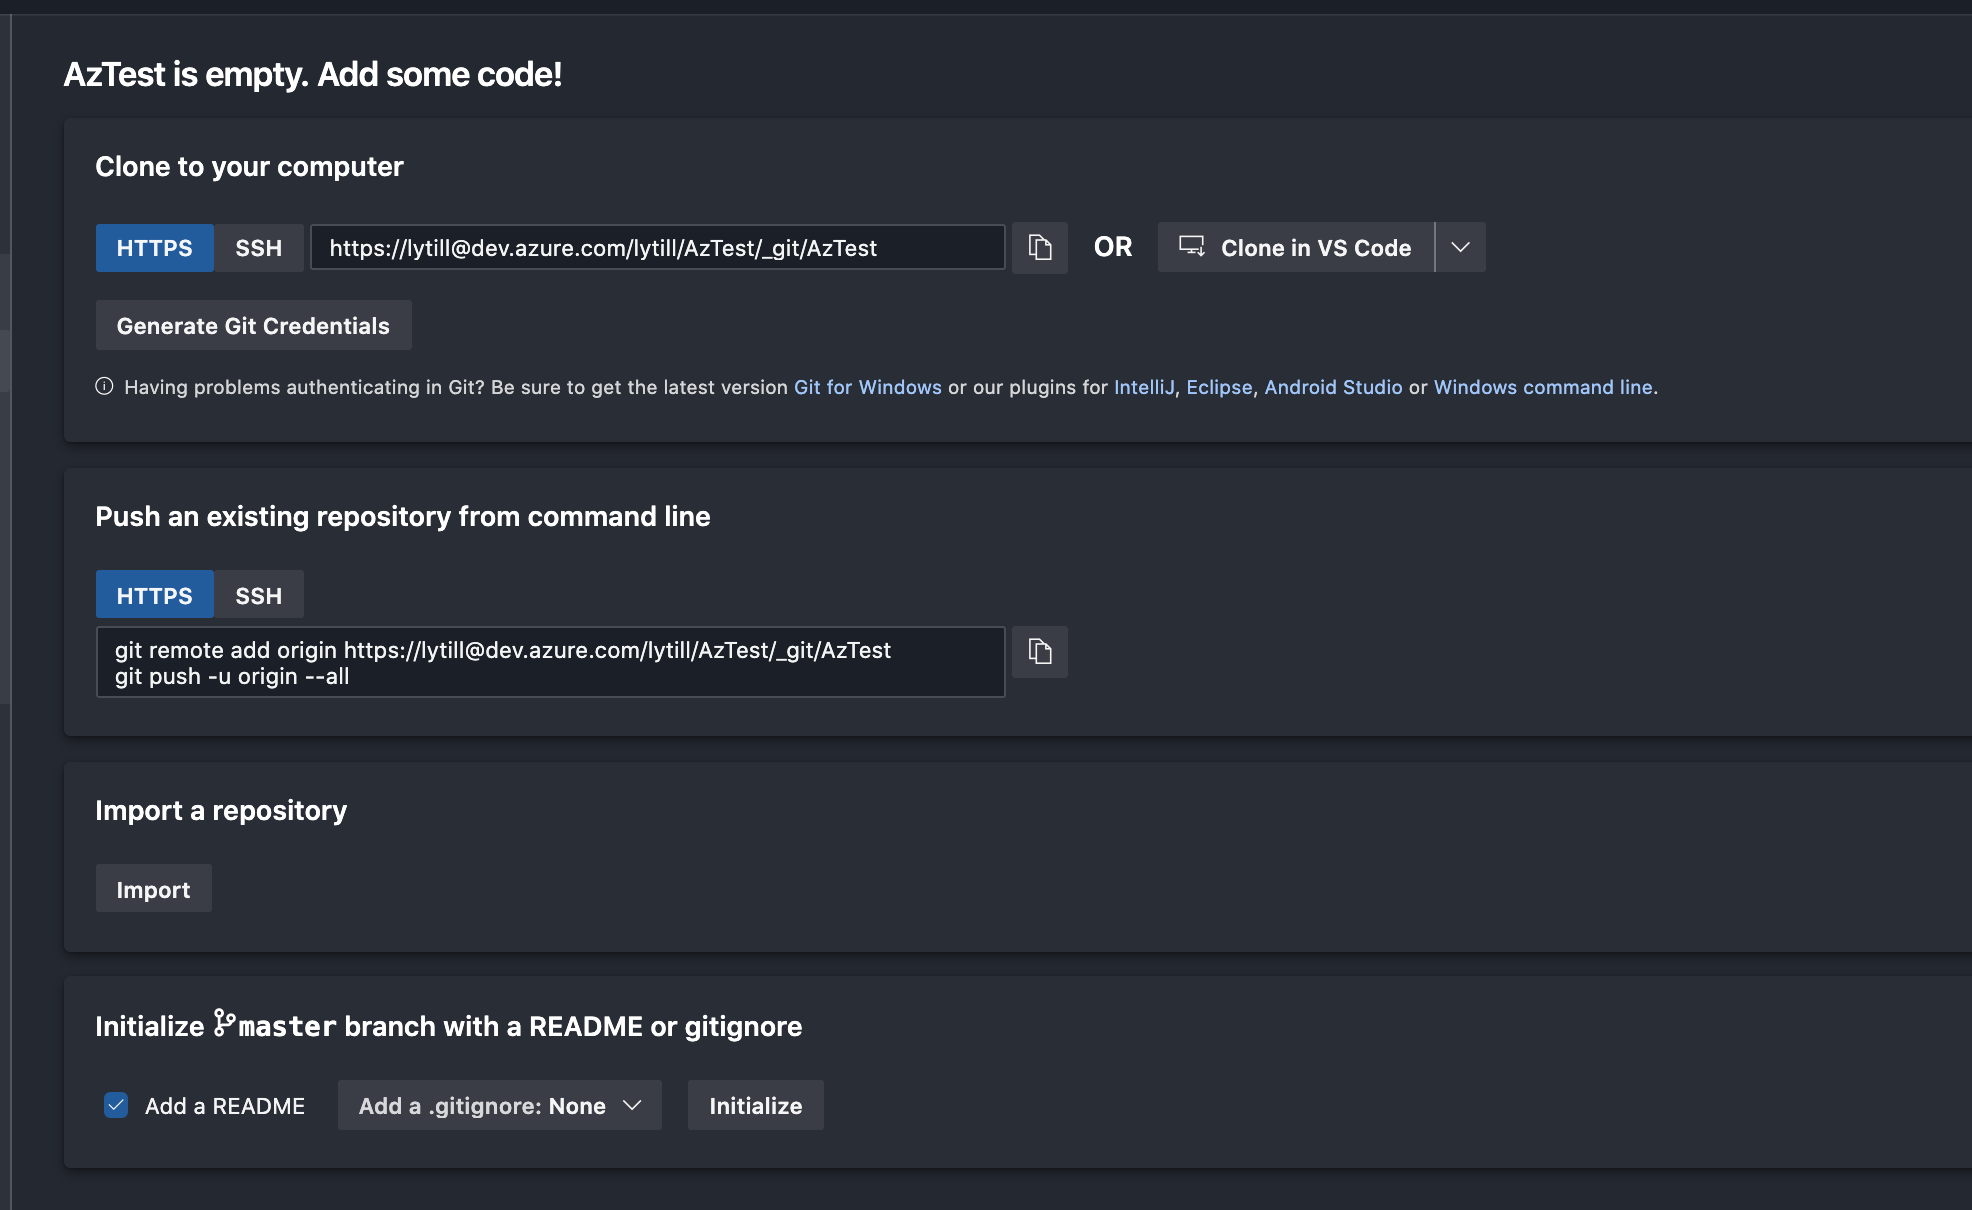 AzTest is empty. Add some code!
Clone to your computer
HTTPS SSH https://lytill@dev.azure.com/lytill/AzTest/_git/AzTest OR Clone in VS Code
Generate Git Credentials
Having problems authenticating in Git? Be sure to get the latest version Git for Windows or our plugins for IntelliJ, Eclipse, Android Studio or Windows command line.
Push an existing repository from command line
HTTPS SSH
git remote add origin https://lytill@dev.azure.com/lytill/AzTest/_git/AzTest
git push -u origin --all
Import a repository
Import
Initialize master branch with a README or gitignore
Add a README Add a .gitignore: None Initialize